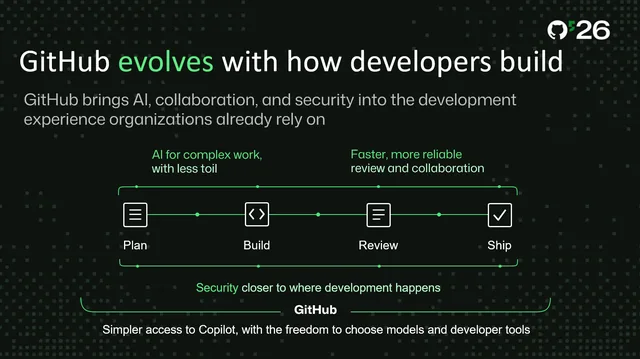 26
GitHub evolves with how developers build
GitHub brings AI, collaboration, and security into the development
experience organizations already rely on
AI for complex work,
with less toil
Faster, more reliable
review and collaboration
Plan
Build
Review
Ship
Security closer to where development happens
GitHub
Simpler access to Copilot, with the freedom to choose models and developer tools